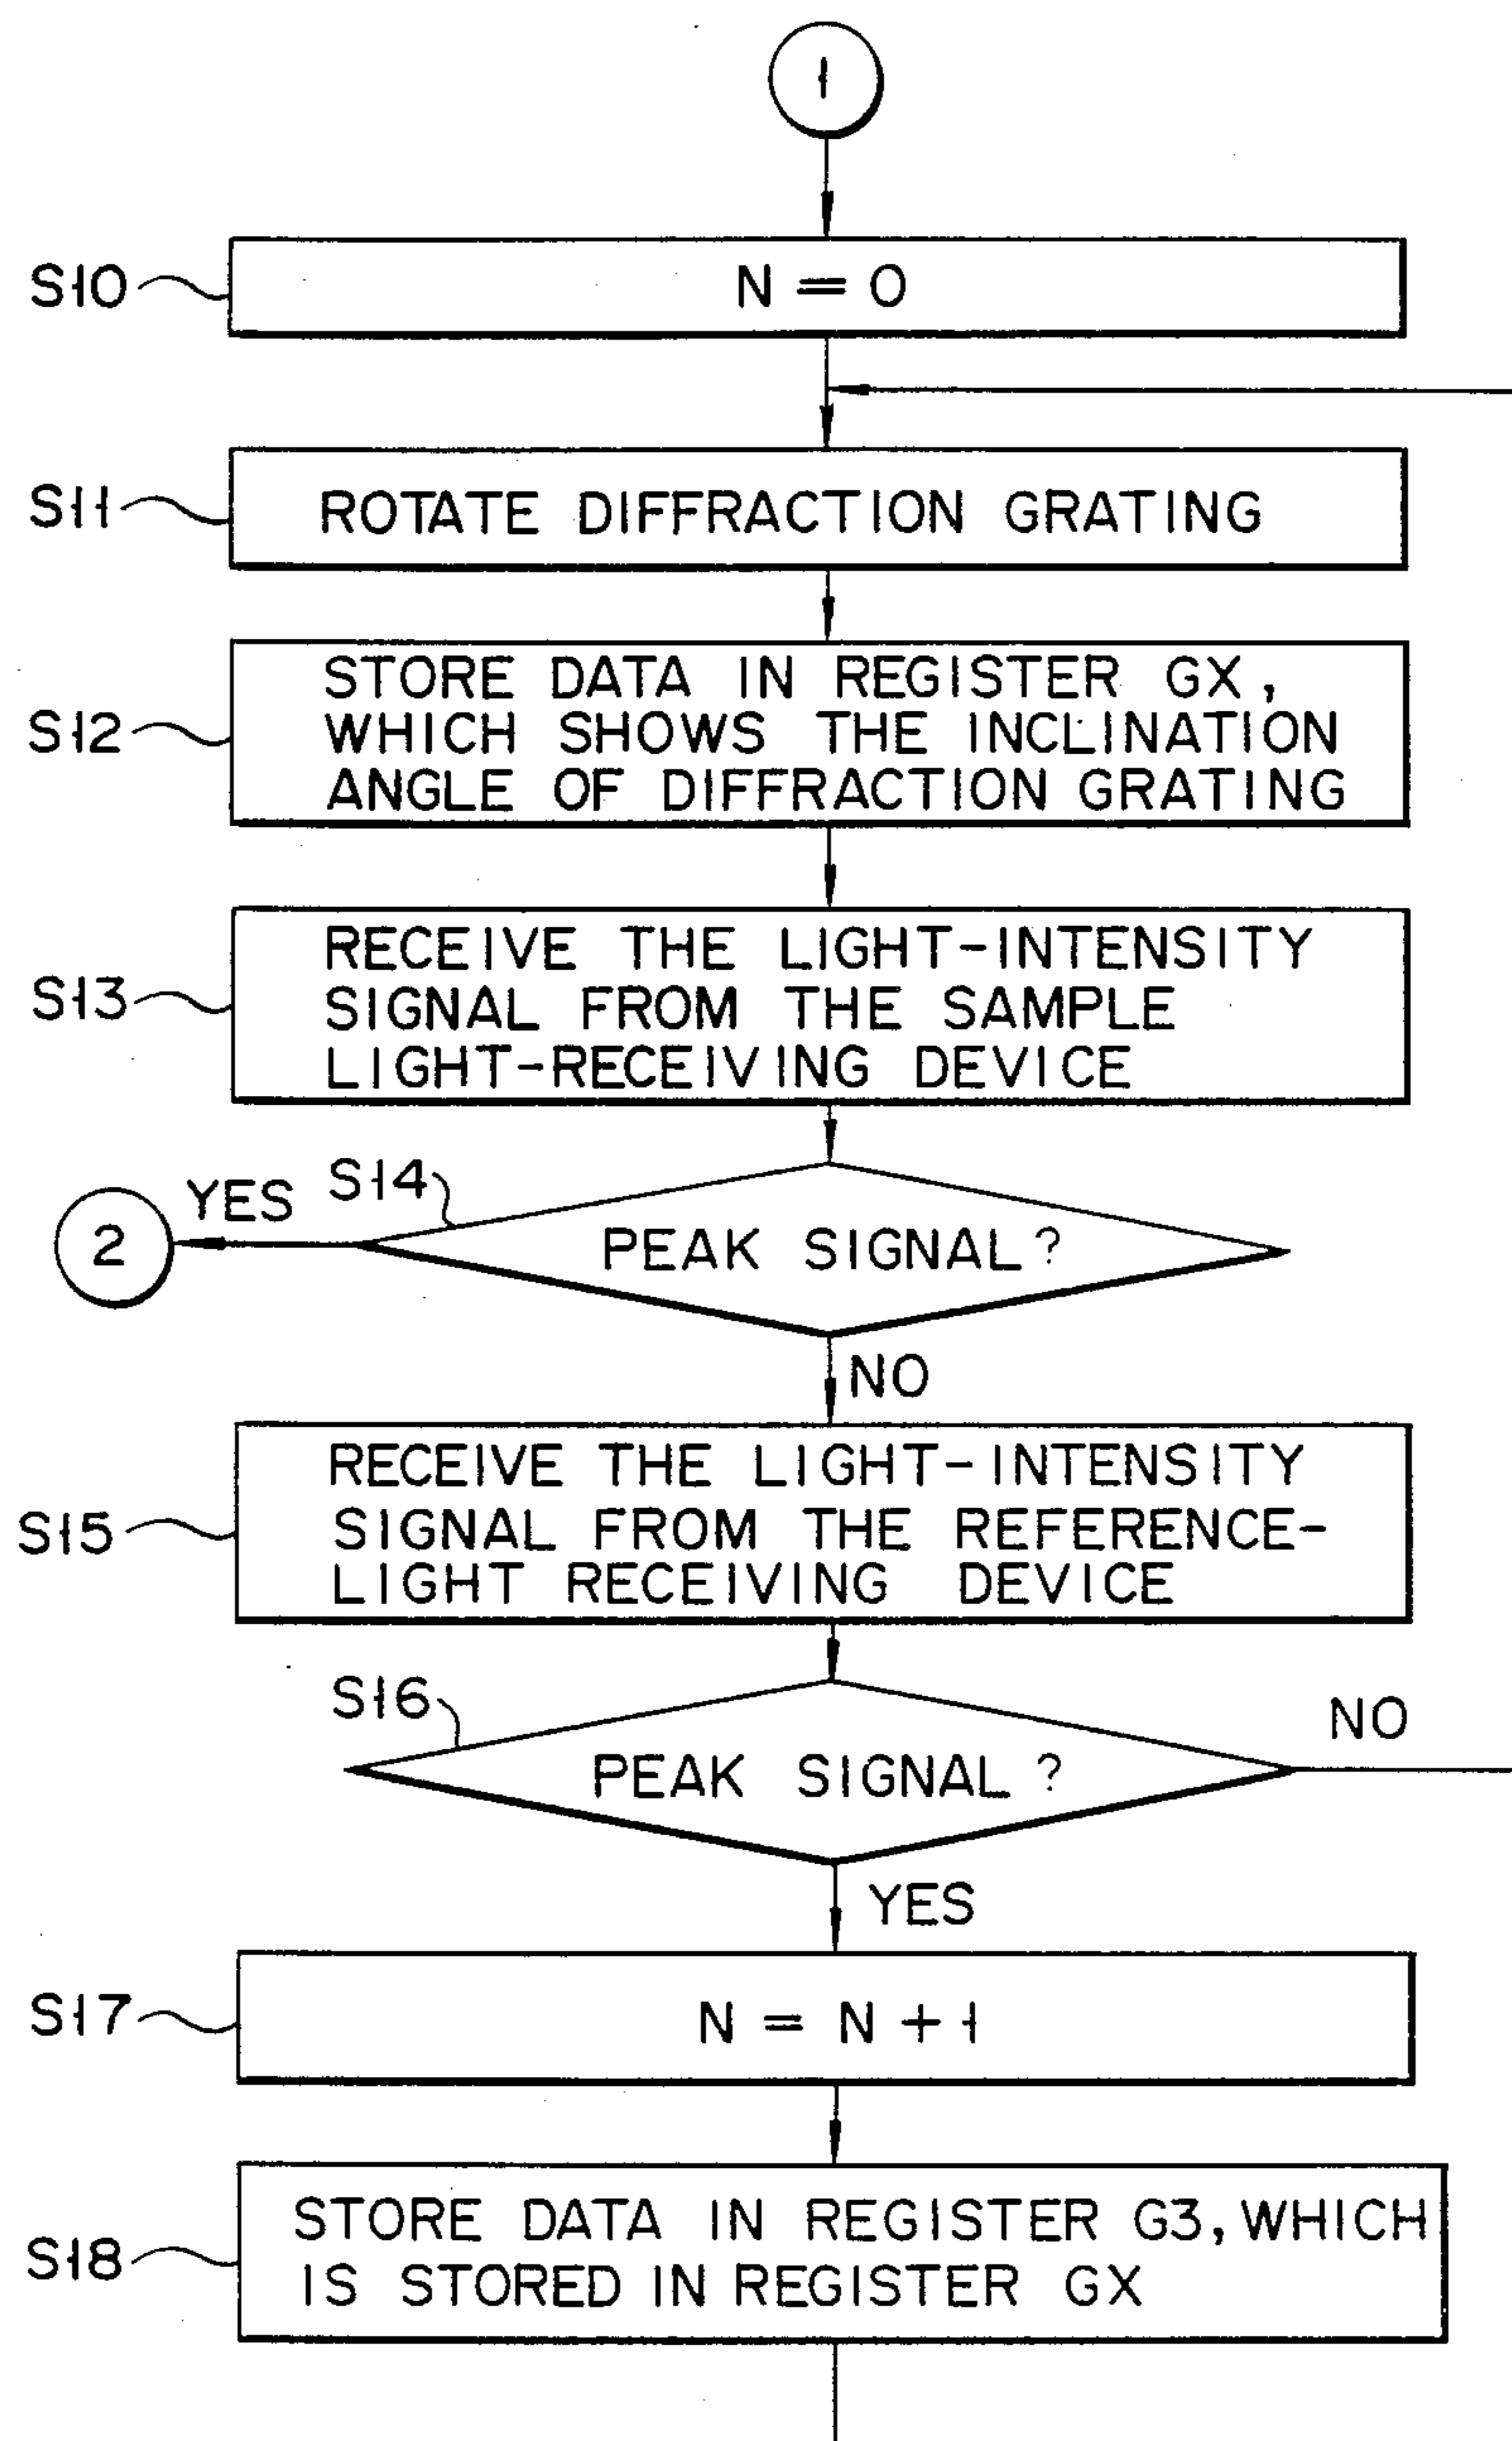 1
S10
N = 0
S11
ROTATE DIFFRACTION GRATING
S12
STORE DATA IN REGISTER GX,
WHICH SHOWS THE INCLINATION
ANGLE OF DIFFRACTION GRATING
S13
RECEIVE THE LIGHT-INTENSITY
SIGNAL FROM THE SAMPLE
LIGHT-RECEIVING DEVICE
S14
YES
2
PEAK SIGNAL?
NO
S15
RECEIVE THE LIGHT-INTENSITY
SIGNAL FROM THE REFERENCE-
LIGHT RECEIVING DEVICE
S16
NO
PEAK SIGNAL?
YES
S17
N = N + 1
S18
STORE DATA IN REGISTER G3, WHICH
IS STORED IN REGISTER GX